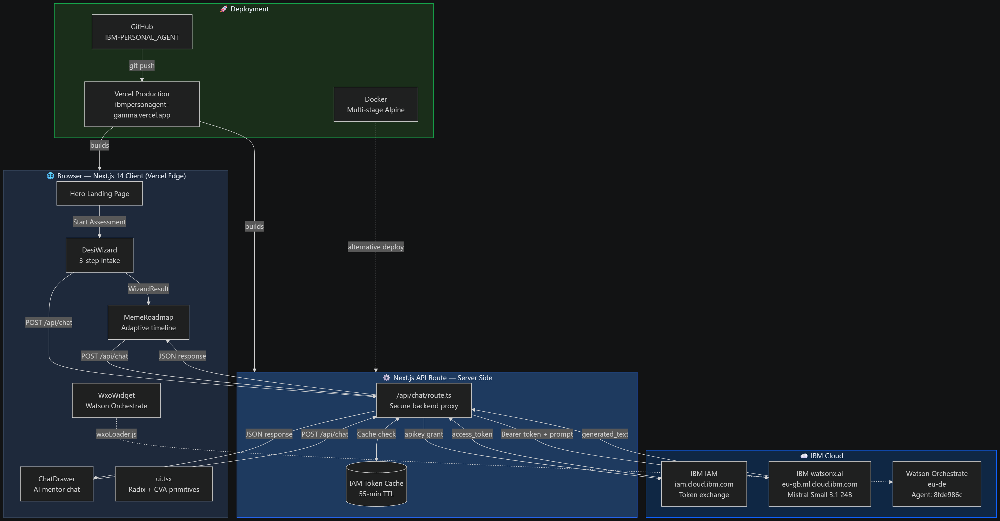 🚀 Deployment
GitHub
IBM-PERSONAL_AGENT
git push
Vercel Production
ibmpersonagent-
gamma.vercel.app
Docker
Multi-stage Alpine
builds
builds
alternative deploy
🌐 Browser — Next.js 14 Client (Vercel Edge)
Hero Landing Page
Start Assessment
DesiWizard
3-step intake
WizardResult
POST /api/chat
MemeRoadmap
Adaptive timeline
POST /api/chat
JSON response
WxoWidget
Watson Orchestrate
wxoLoader.js
ChatDrawer
AI mentor chat
ui.tsx
Radix + CVA primitives
⚙️ Next.js API Route — Server Side
/api/chat/route.ts
Secure backend proxy
JSON response
POST /api/chat
Cache check
apikey grant
access_token
Bearer token + prompt
generated_text
IAM Token Cache
55-min TTL
☁️ IBM Cloud
IBM IAM
iam.cloud.ibm.com
Token exchange
IBM watsonx.ai
eu-gb.ml.cloud.ibm.com
Mistral Small 3.1 24B
Watson Orchestrate
eu-de
Agent: 8fde986c